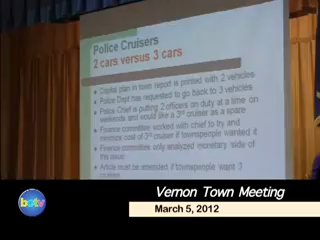 Police Cruisers
2 cars versus 3 cars
Capital plan in town report is printed with 2 vehicles
Police Dept has requested to go back to 3 vehicles
Police Chief is putting 2 officers on duty at a time on
weekends and would like a 3rd cruiser as a spare
Finance committee worked with chief to try and
minimize cost of 3rd cruiser if townspeople wanted it
Finance committee only analyzed monetary side of
this issue
Article must be amended if townspeople want 3
cruisers
bctv
Vernon Town Meeting
March 5, 2012